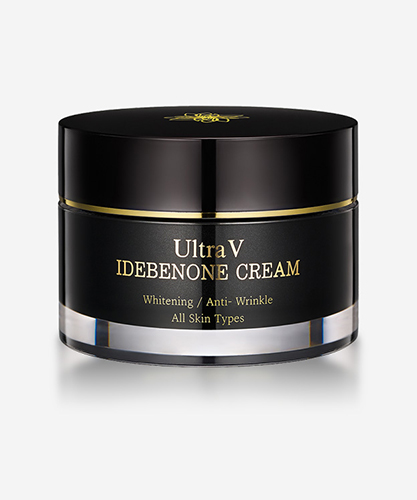 Ultra V
IDEBENONE CREAM
Whitening / Anti- Wrinkle
All Skin Types